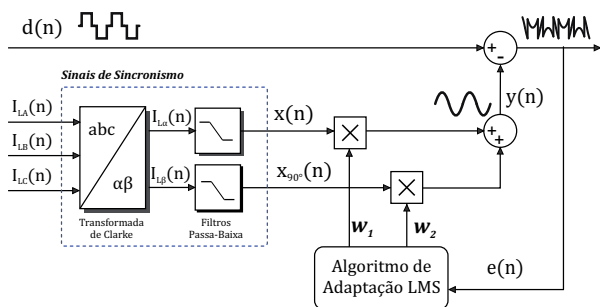 d(n)
+
-
Sinais de Sincronismo
y(n)
I_LA(n)
I_LB(n)
I_LC(n)
abc
αβ
I_Lα(n)
I_Lβ(n)
x(n)
x_90°(n)
+
+
Transformada
de Clarke
Filtros
Passa-Baixa
w_1
w_2
Algoritmo de
Adaptação LMS
e(n)